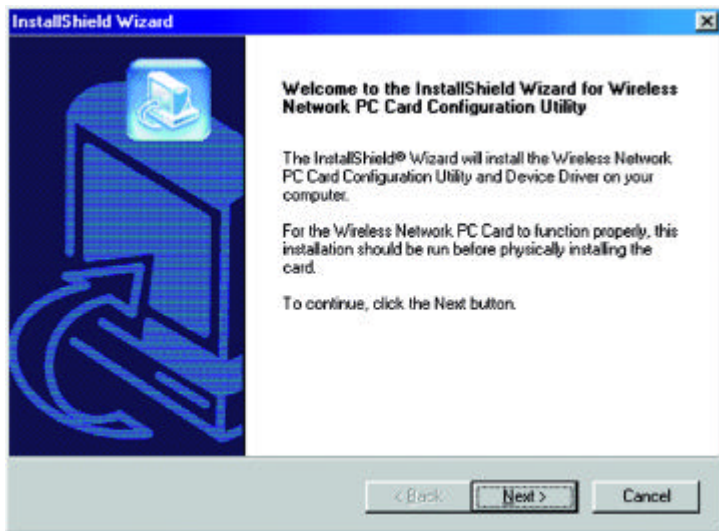 InstallShield Wizard
Welcome to the InstallShield Wizard for Wireless
Network PC Card Configuration Utility
The InstallShield® Wizard will install the Wireless Network
PC Card Configuration Utility and Device Driver on your
computer.
For the Wireless Network PC Card to function properly, this
installation should be run before physically installing the
card.
To continue, click the Next button.
< Back
Next >
Cancel